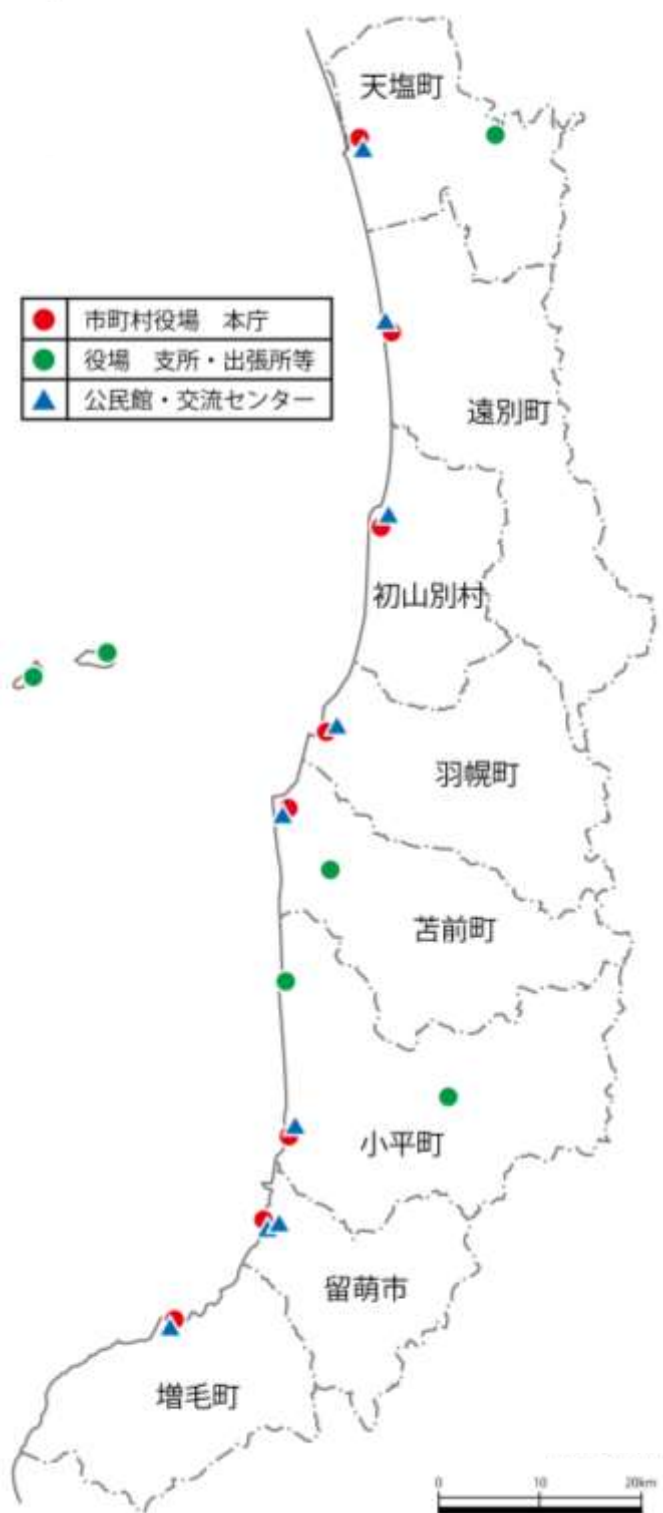 天塩町
市町村役場 本庁
役場 支所・出張所等
公民館・交流センター
遠別町
初山別村
羽幌町
苫前町
小平町
留萌市
増毛町
0 10 20km